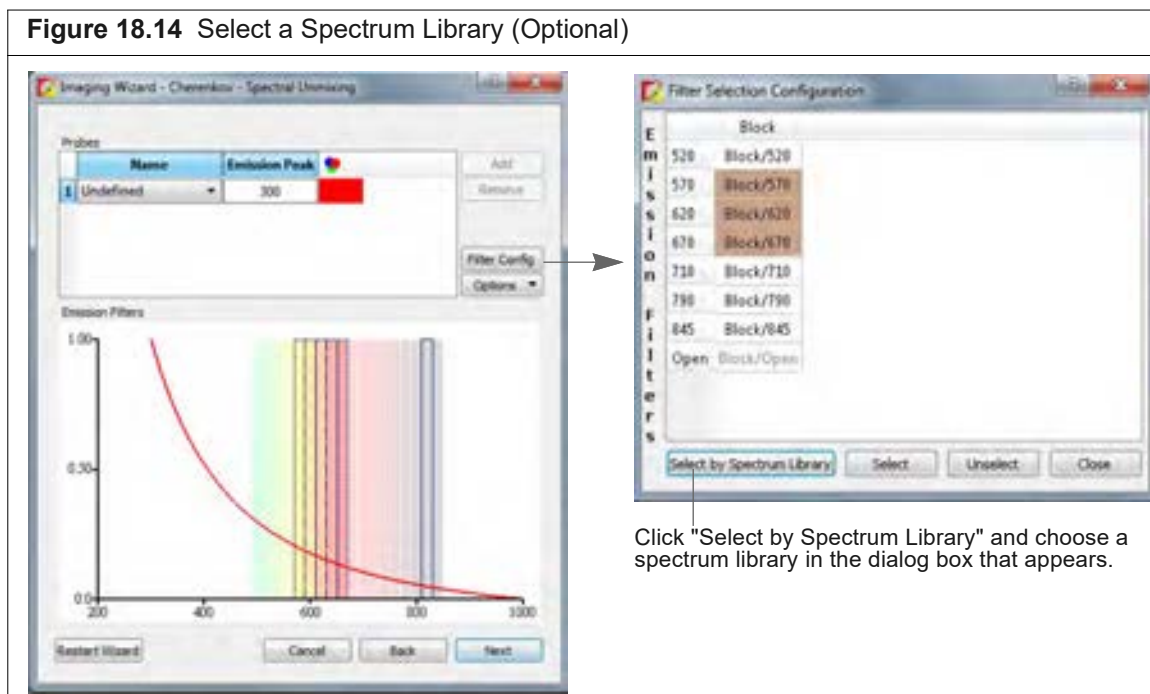 Figure 18.14 Select a Spectrum Library (Optional)
Imaging Wizard - Cherenkov - Spectral Unmixing
Probes
Name Emission Peak
1 Undefined 300
Add
Remove
Filter Config
Options
Emission Filters
1.00
0.50
0.0
200 400 600 800 1000
Restart Wizard Cancel Back Next
Filter Selection Configuration
Emission Filters
Block
520 Block/520
570 Block/570
620 Block/620
670 Block/670
710 Block/710
790 Block/790
845 Block/845
Open Block/Open
Select by Spectrum Library Select Unselect Close
Click "Select by Spectrum Library" and choose a
spectrum library in the dialog box that appears.